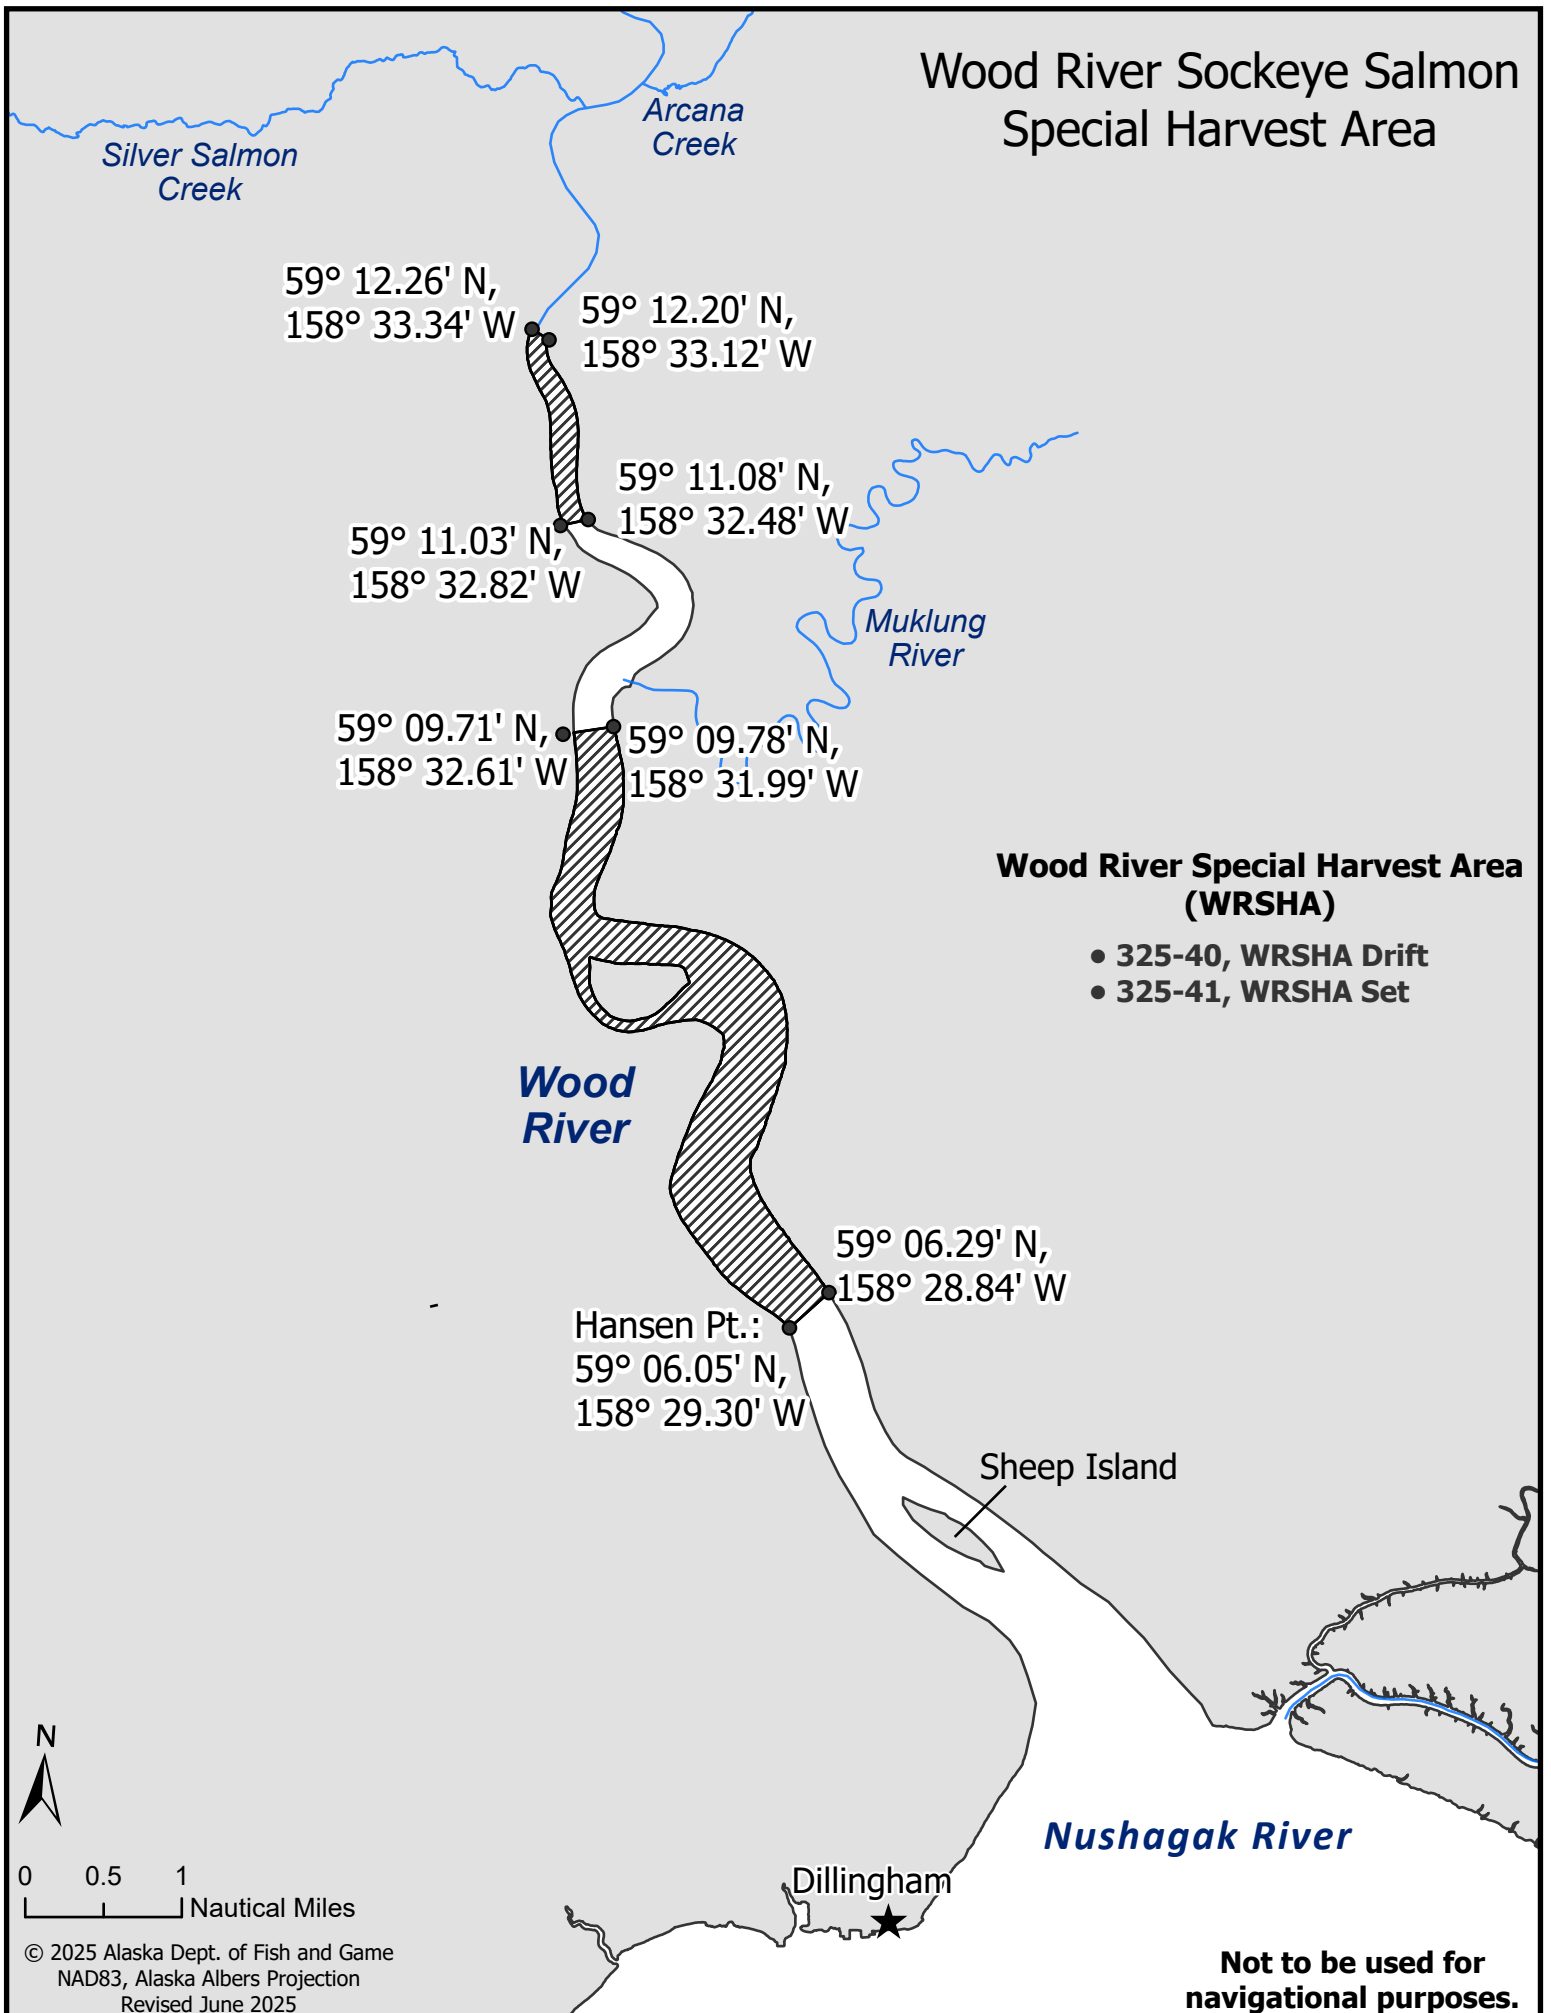 Wood River Sockeye Salmon
Special Harvest Area
Arcana
Creek
Silver Salmon
Creek
59° 12.26' N,
158° 33.34' W
59° 12.20' N,
158° 33.12' W
59° 11.08' N,
158° 32.48' W
59° 11.03' N,
158° 32.82' W
Muklung
River
59° 09.71' N,
158° 32.61' W
59° 09.78' N,
158° 31.99' W
Wood River Special Harvest Area
(WRSHA)
• 325-40, WRSHA Drift
• 325-41, WRSHA Set
Wood
River
59° 06.29' N,
158° 28.84' W
Hansen Pt.:
59° 06.05' N,
158° 29.30' W
Sheep Island
N
Nushagak River
0 0.5 1
Nautical Miles
Dillingham
© 2025 Alaska Dept. of Fish and Game
NAD83, Alaska Albers Projection
Revised June 2025
Not to be used for
navigational purposes.